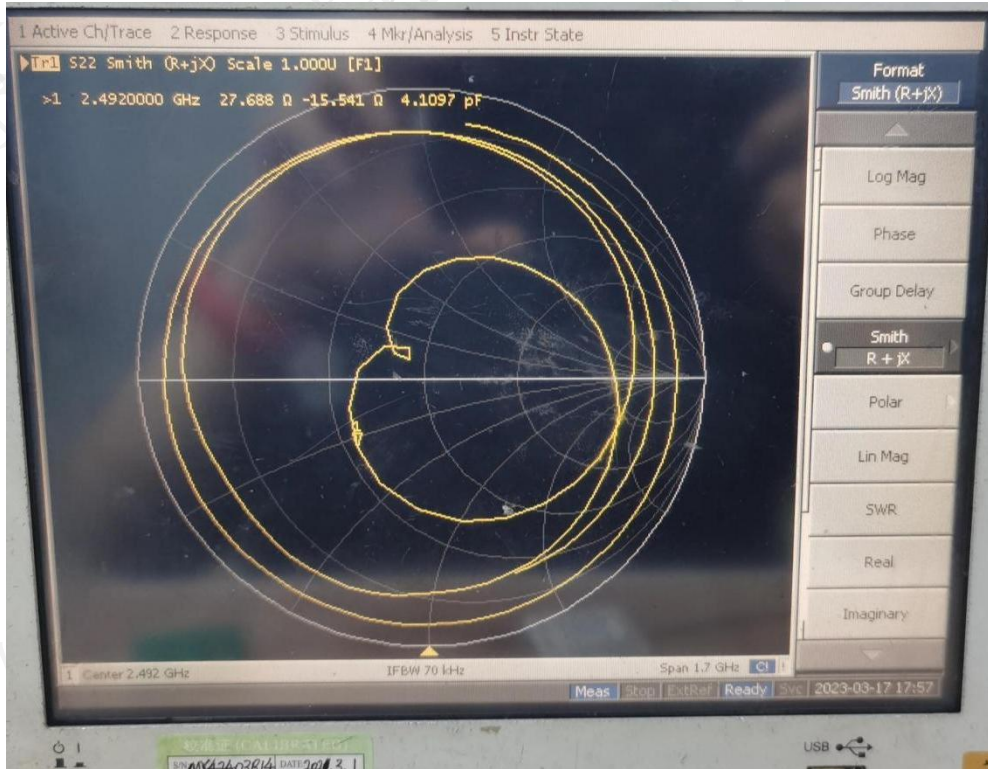 1 Active Ch/Trace 2 Response 3 Stimulus 4 Mkr/Analysis 5 Instr State
Tr1 S22 Smith (R+jX) Scale 1.000U [F1]
>1 2.4920000 GHz 27.688 Ω -15.541 Ω 4.1097 pF
Format
Smith (R+jX)
Log Mag
Phase
Group Delay
Smith
R + jX
Polar
Lin Mag
SWR
Real
Imaginary
1 Center 2.492 GHz IFBW 70 kHz Span 1.7 GHz C!
Meas Stop ExtRef Ready Svc 2023-03-17 17:57
USB
(CALIBRATED)
S/N DATE